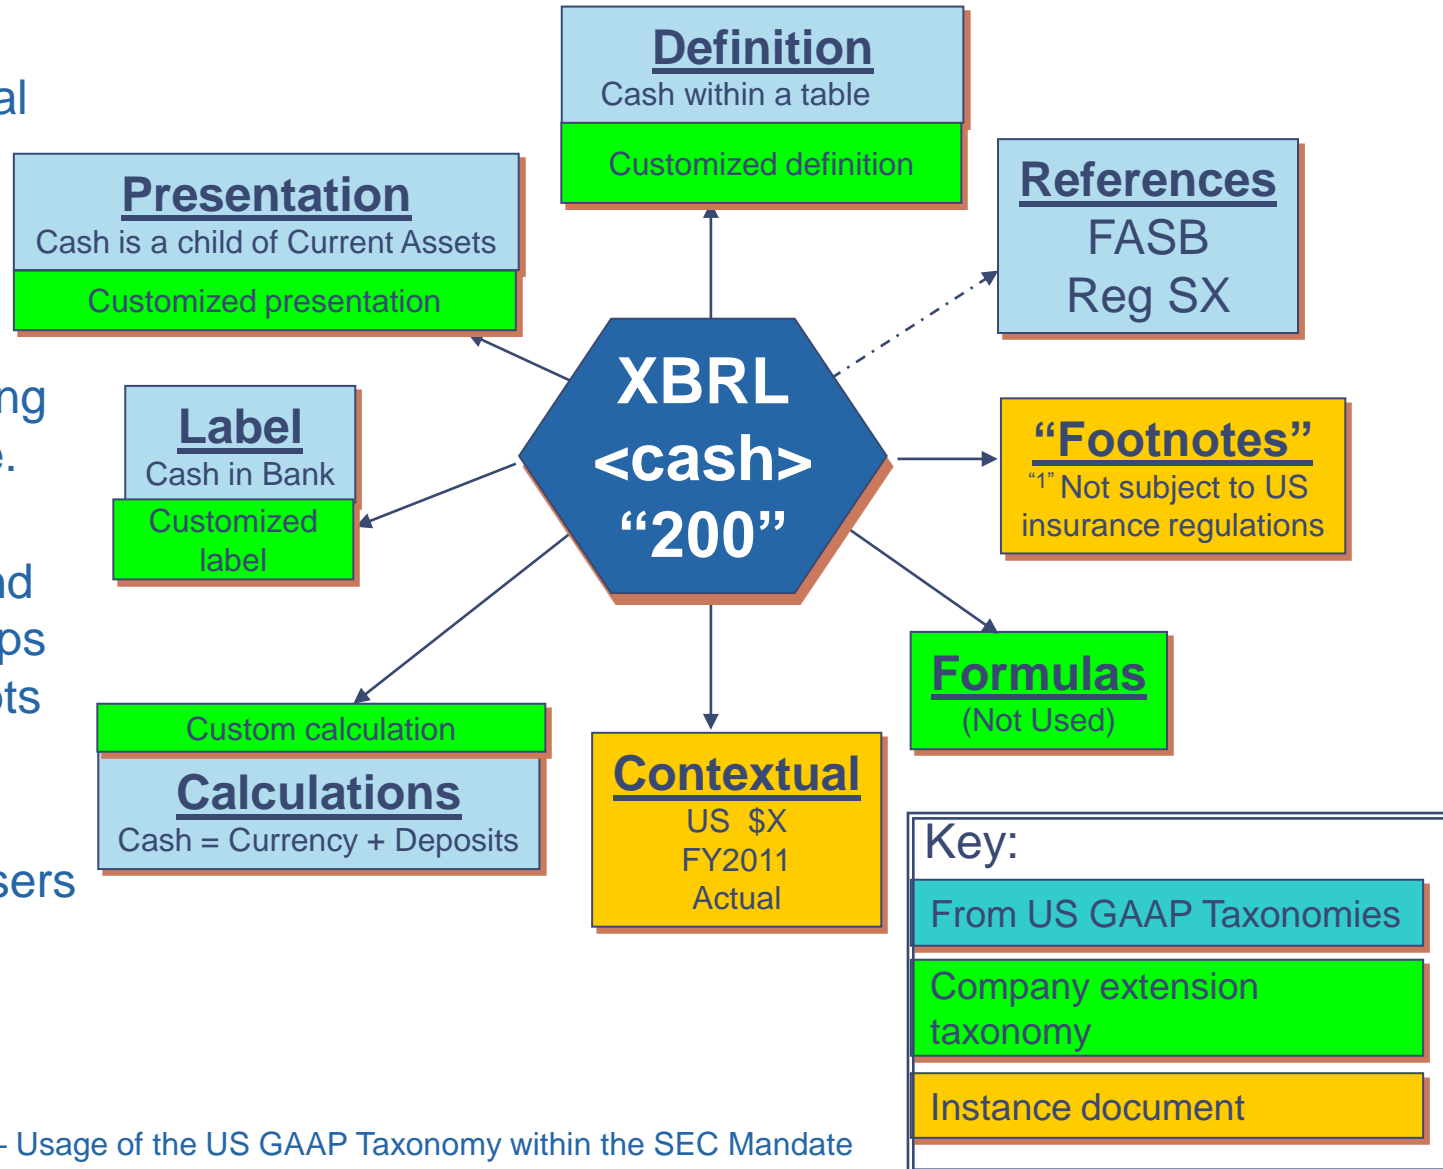 Definition
Cash within a table
Customized definition
Presentation
Cash is a child of Current Assets
Customized presentation
References
FASB
Reg SX
XBRL
<cash>
“200”
Label
Cash in Bank
Customized
label
“Footnotes”
“1” Not subject to US
insurance regulations
Formulas
(Not Used)
Custom calculation
Calculations
Cash = Currency + Deposits
Contextual
US $X
FY2011
Actual
Key:
From US GAAP Taxonomies
Company extension
taxonomy
Instance document
- Usage of the US GAAP Taxonomy within the SEC Mandate